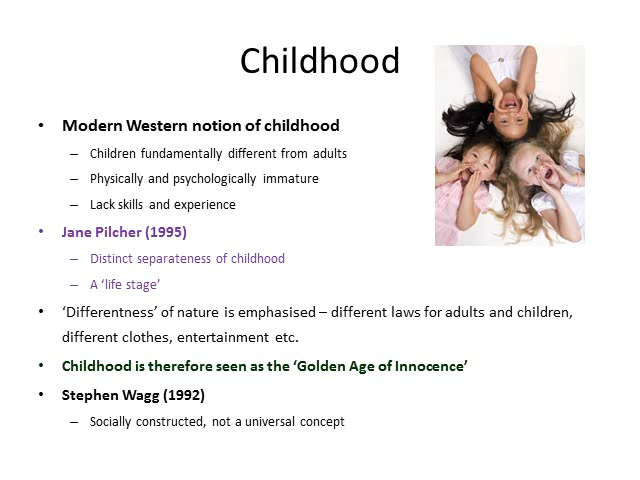 Childhood
• Modern Western notion of childhood
– Children fundamentally different from adults
– Physically and psychologically immature
– Lack skills and experience
• Jane Pilcher (1995)
– Distinct separateness of childhood
– A ‘life stage’
• ‘Differentness’ of nature is emphasised – different laws for adults and children,
different clothes, entertainment etc.
• Childhood is therefore seen as the ‘Golden Age of Innocence’
• Stephen Wagg (1992)
– Socially constructed, not a universal concept